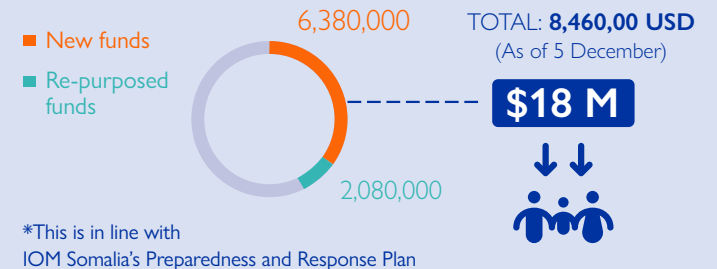 New funds
Re-purposed
funds
6,380,000
2,080,000
TOTAL: 8,460,00 USD
(As of 5 December)
$18 M
*This is in line with
IOM Somalia's Preparedness and Response Plan